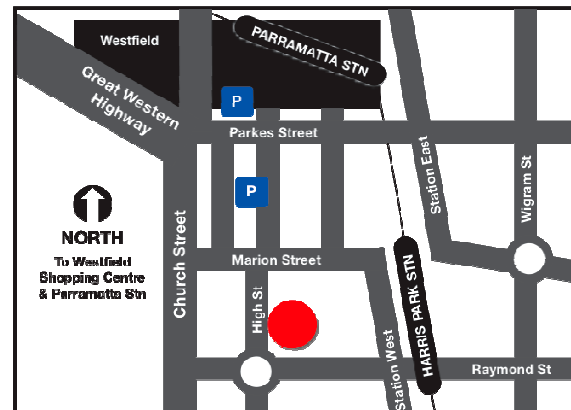 Westfield
PARRAMATTA STN
Great Western
Highway
P
Parkes Street
Station East
Wigram St
P
NORTH
To Westfield
Shopping Centre
& Parramatta Stn
Church Street
Marion Street
High St
HARRIS PARK STN
Station West
Raymond St